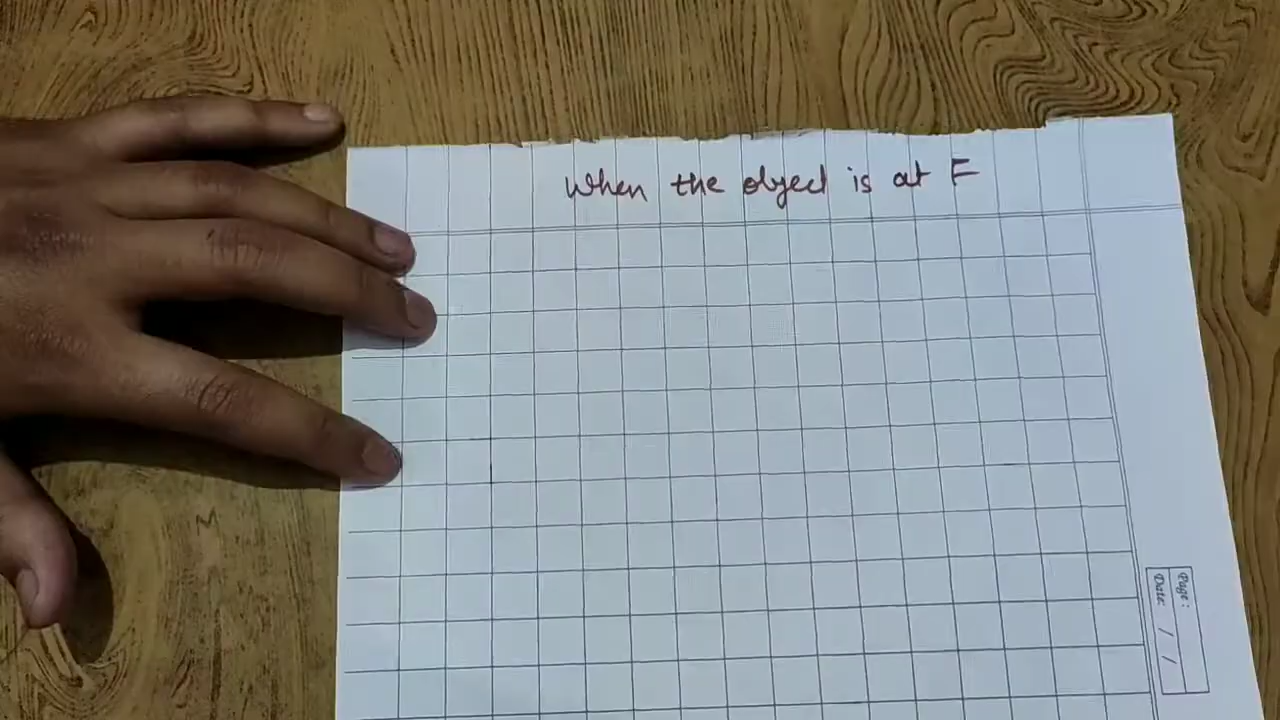 When the object is at F
Page:
Date: / /